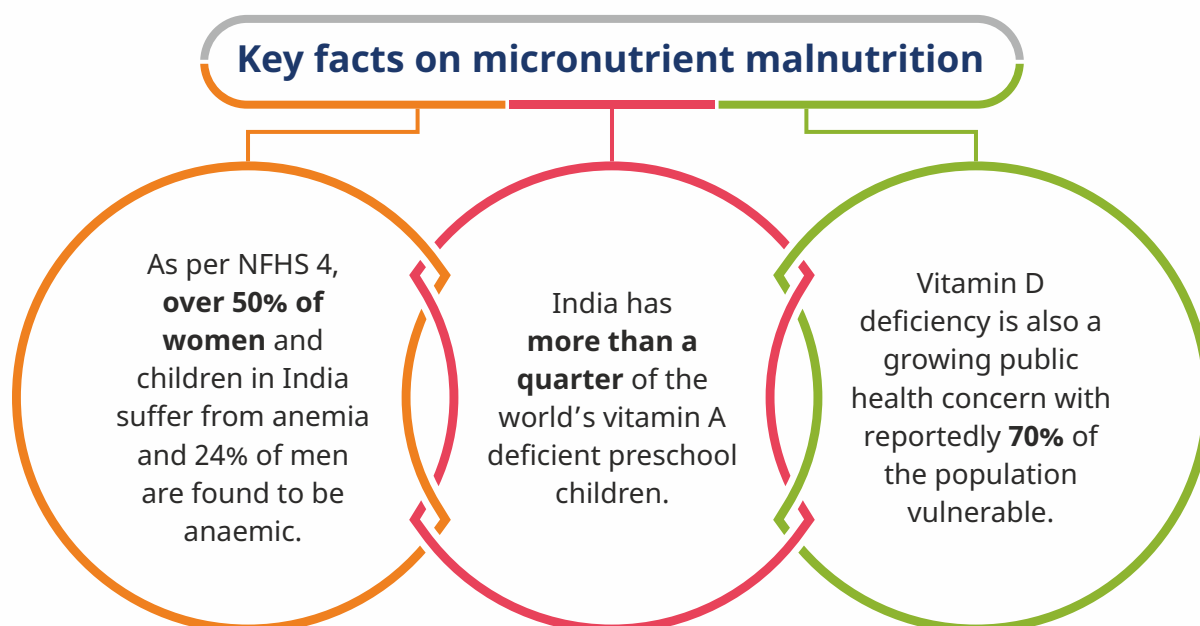 Key facts on micronutrient malnutrition
As per NFHS 4,
over 50% of
women and
children in India
suffer from anemia
and 24% of men
are found to be
anaemic.
India has
more than a
quarter of the
world’s vitamin A
deficient preschool
children.
Vitamin D
deficiency is also a
growing public
health concern with
reportedly 70% of
the population
vulnerable.